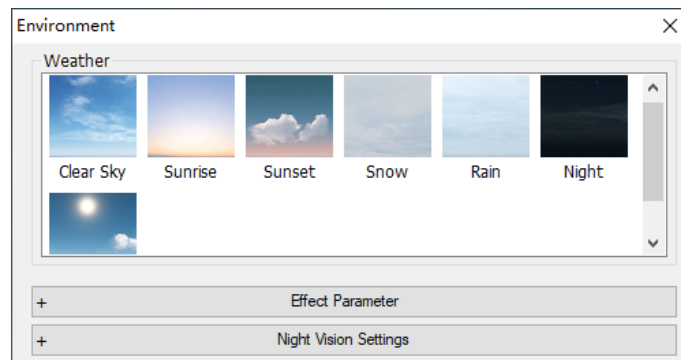 Environment
Weather
Clear Sky Sunrise Sunset Snow Rain Night
+ Effect Parameter
+ Night Vision Settings